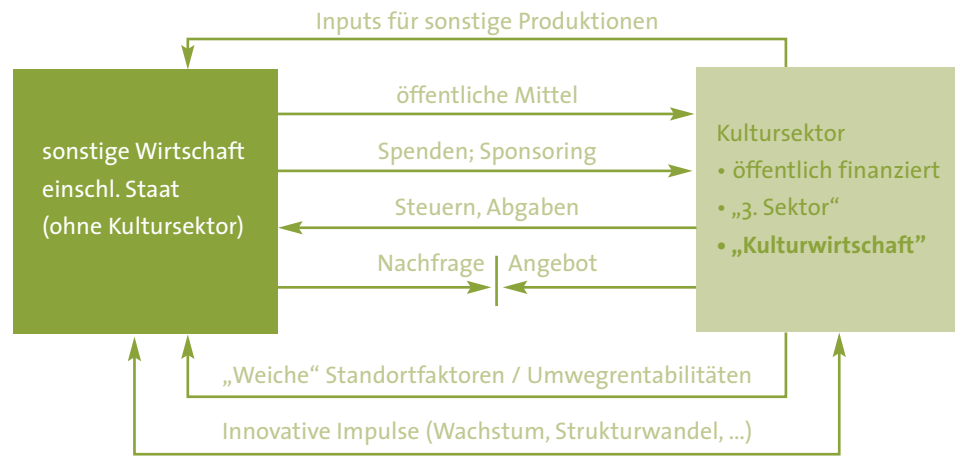 Inputs für sonstige Produktionen
öffentliche Mittel
sonstige Wirtschaft
einschl. Staat
(ohne Kultursektor)
Spenden; Sponsoring
Steuern, Abgaben
Nachfrage
Angebot
Kultursektor
• öffentlich finanziert
• „3. Sektor“
• „Kulturwirtschaft”
„Weiche“ Standortfaktoren / Umwegrentabilitäten
Innovative Impulse (Wachstum, Strukturwandel, ...)